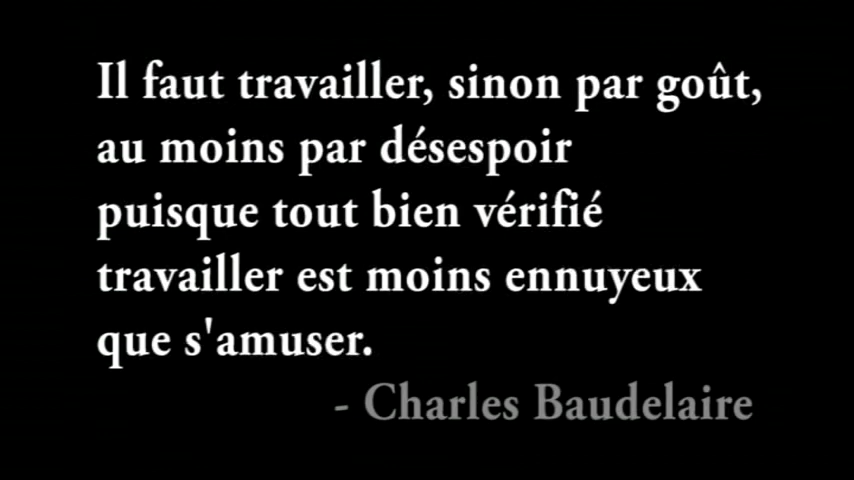 Il faut travailler, sinon par goût,
au moins par désespoir
puisque tout bien vérifié
travailler est moins ennuyeux
que s'amuser.
- Charles Baudelaire